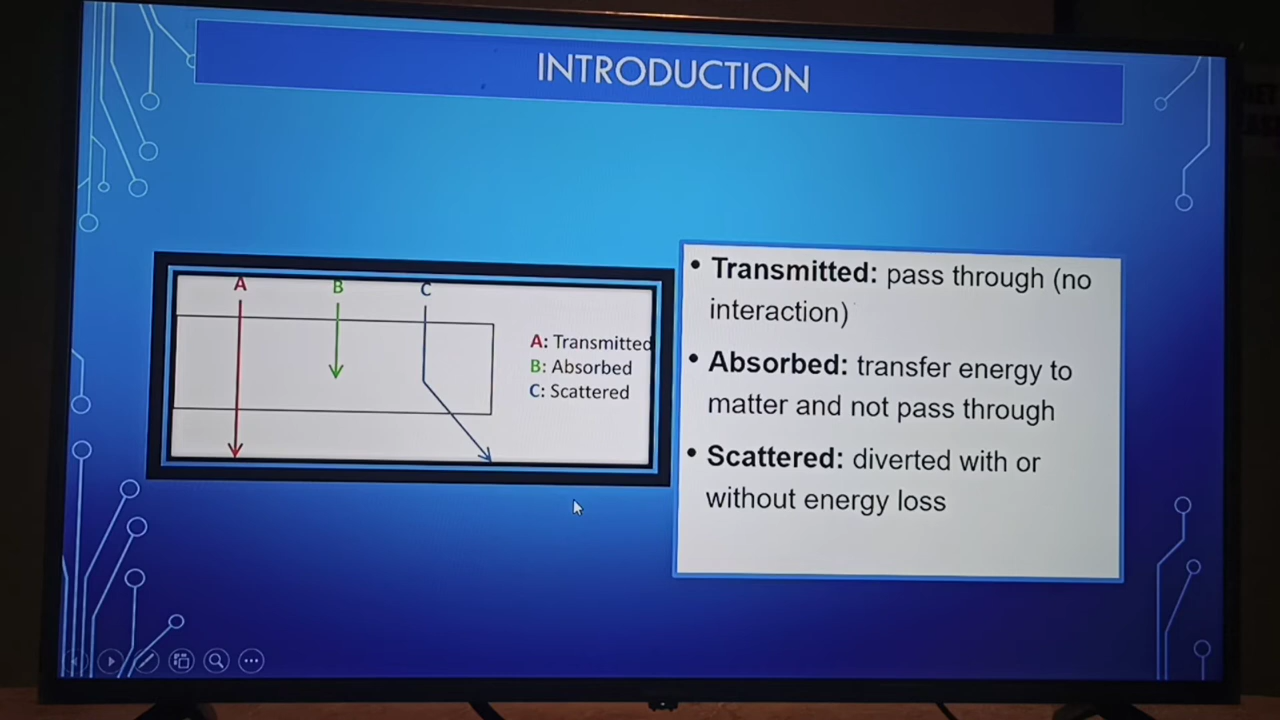 INTRODUCTION
A
B
C
A: Transmitted
B: Absorbed
C: Scattered
• Transmitted: pass through (no
interaction)
• Absorbed: transfer energy to
matter and not pass through
• Scattered: diverted with or
without energy loss